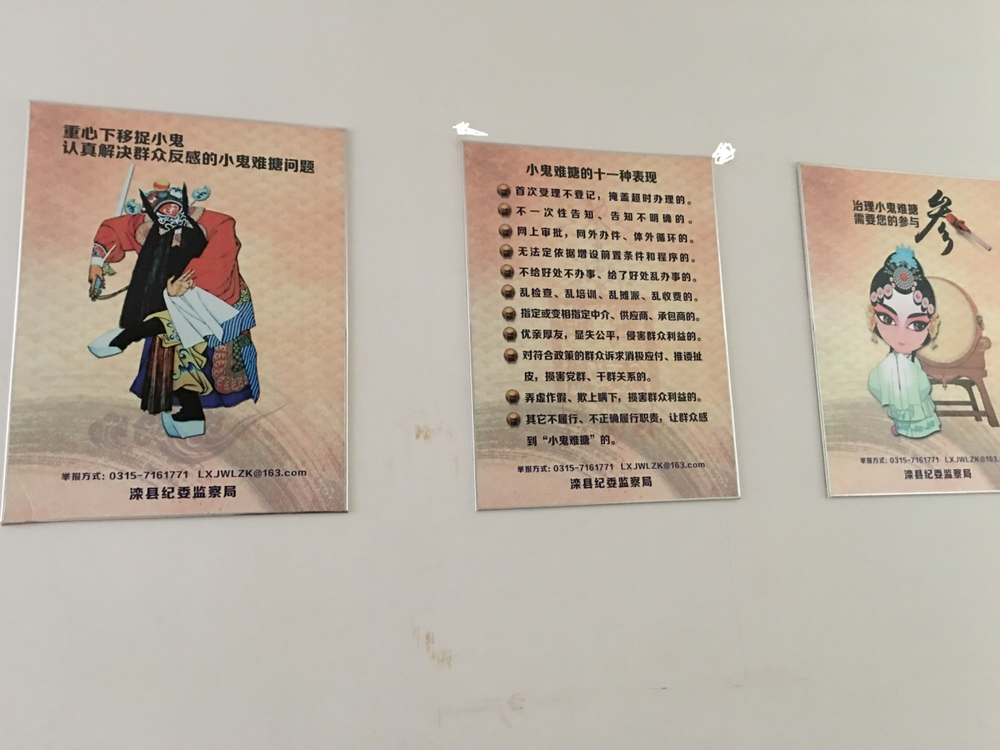 重心下移捉小鬼
认真解决群众反感的小鬼难搪问题
举报方式：0315-7161771 LXJWLZK@163.com
滦县纪委监察局
小鬼难搪的十一种表现
首次受理不登记，掩盖超时办理的。
不一次性告知、告知不明确的。
网上审批，网外办件、体外循环的。
无法定依据增设前置条件和程序的。
不给好处不办事、给了好处乱办事的。
乱检查、乱培训、乱摊派、乱收费的。
指定或变相指定中介、供应商、承包商的。
优亲厚友，显失公平，侵害群众利益的。
对符合政策的群众诉求消极应付、推诿扯
皮，损害党群、干群关系的。
弄虚作假、欺上瞒下，损害群众利益的。
其它不履行、不正确履行职责，让群众感
到“小鬼难搪”的。
举报方式：0315-7161771 LXJWLZK@163.com
滦县纪委监察局
治理小鬼难搪
需要您的参与
参
举报方式：0315-7161771 LXJWLZK@163.
滦县纪委监察局